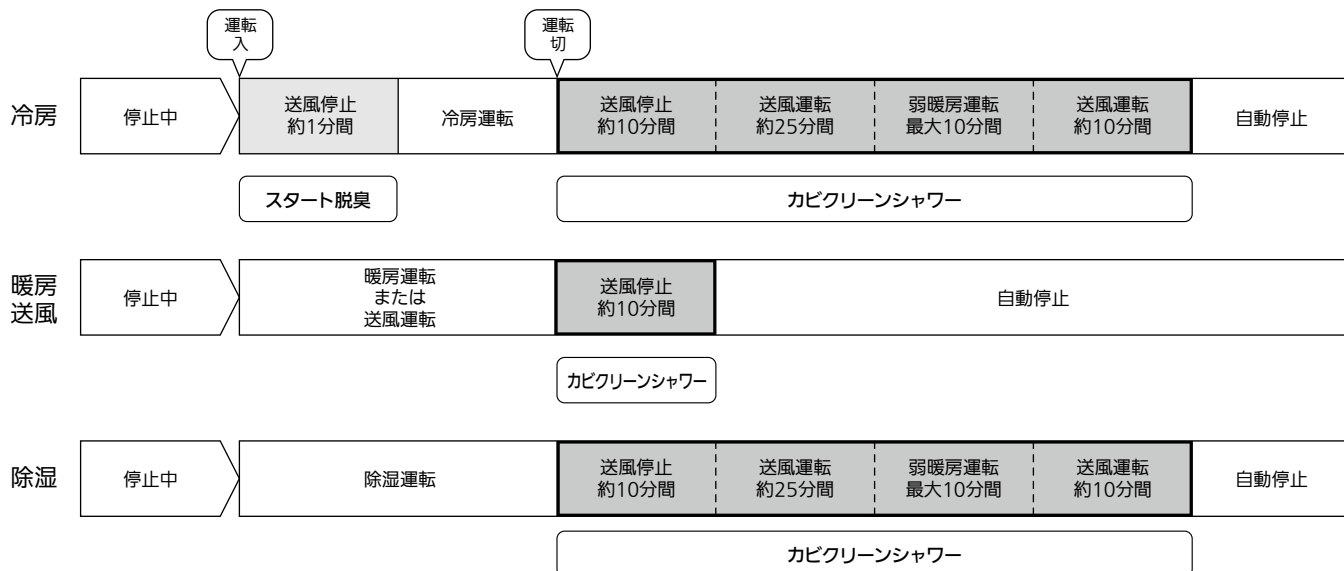 運転
入
運転
切
冷房
停止中
送風停止
約1分間
冷房運転
送風停止
約10分間
送風運転
約25分間
弱暖房運転
最大10分間
送風運転
約10分間
自動停止
スタート脱臭
カビクリーンシャワー
暖房
送風
停止中
暖房運転
または
送風運転
送風停止
約10分間
自動停止
カビクリーンシャワー
除湿
停止中
除湿運転
送風停止
約10分間
送風運転
約25分間
弱暖房運転
最大10分間
送風運転
約10分間
自動停止
カビクリーンシャワー